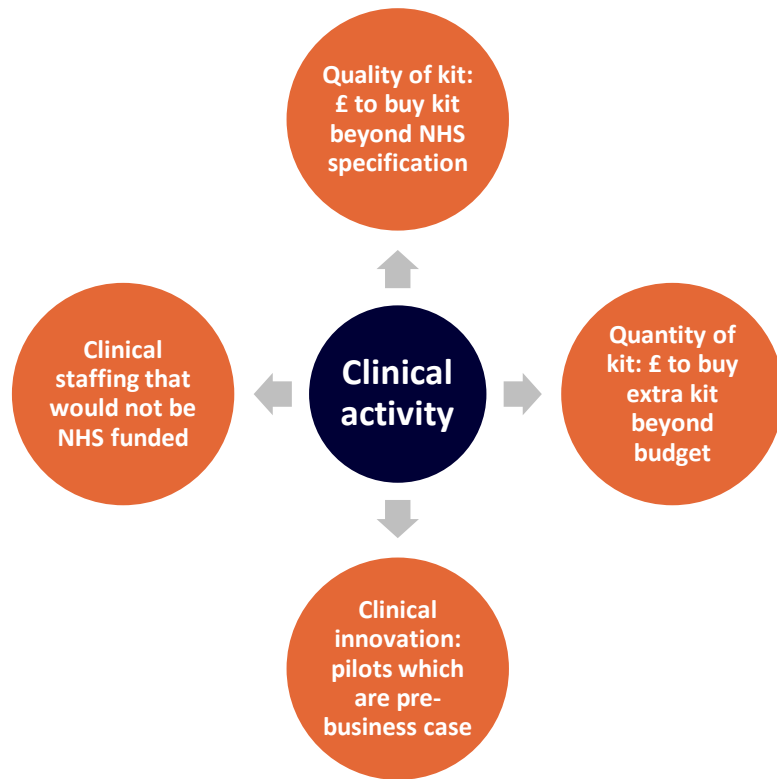 Quality of kit:
£ to buy kit
beyond NHS
specification
Clinical
staffing that
would not be
NHS funded
Clinical
activity
Quantity of
kit: £ to buy
extra kit
beyond
budget
Clinical
innovation:
pilots which
are pre-
business case